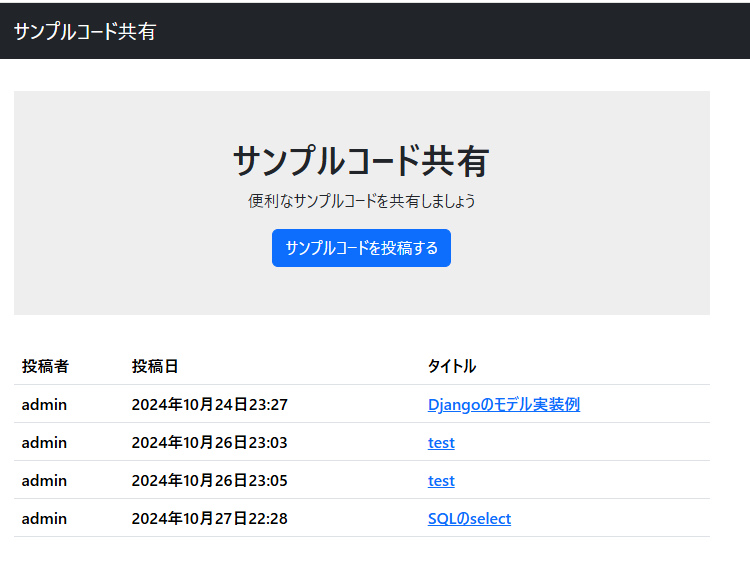 サンプルコード共有
サンプルコード共有
便利なサンプルコードを共有しましょう
サンプルコードを投稿する
投稿者 投稿日 タイトル
admin 2024年10月24日23:27 Djangoのモデル実装例
admin 2024年10月26日23:03 test
admin 2024年10月26日23:05 test
admin 2024年10月27日22:28 SQLのselect